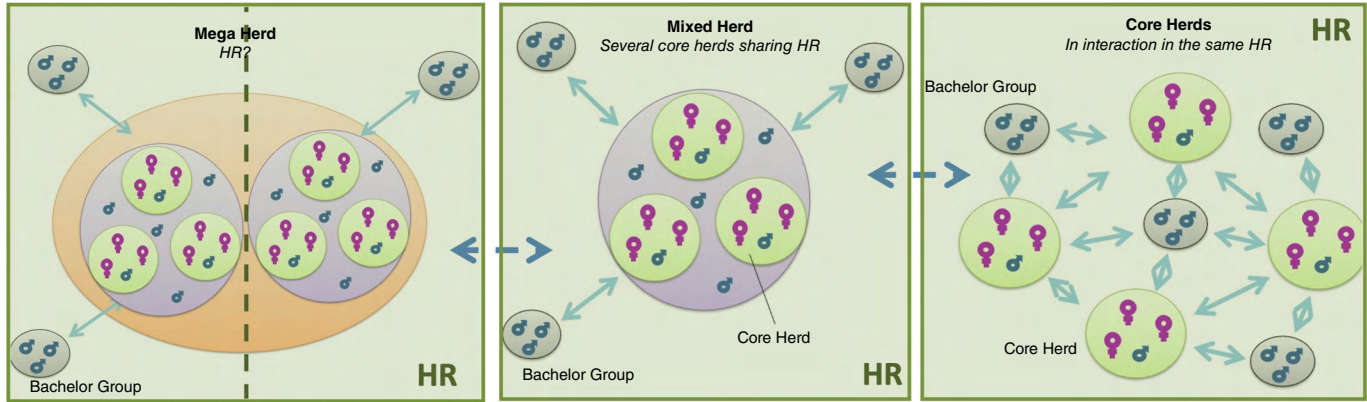 Mega Herd
HR?
Bachelor Group
HR
Mixed Herd
Several core herds sharing HR
Core Herd
Bachelor Group
HR
Core Herds
In interaction in the same HR
HR
Bachelor Group
Core Herd